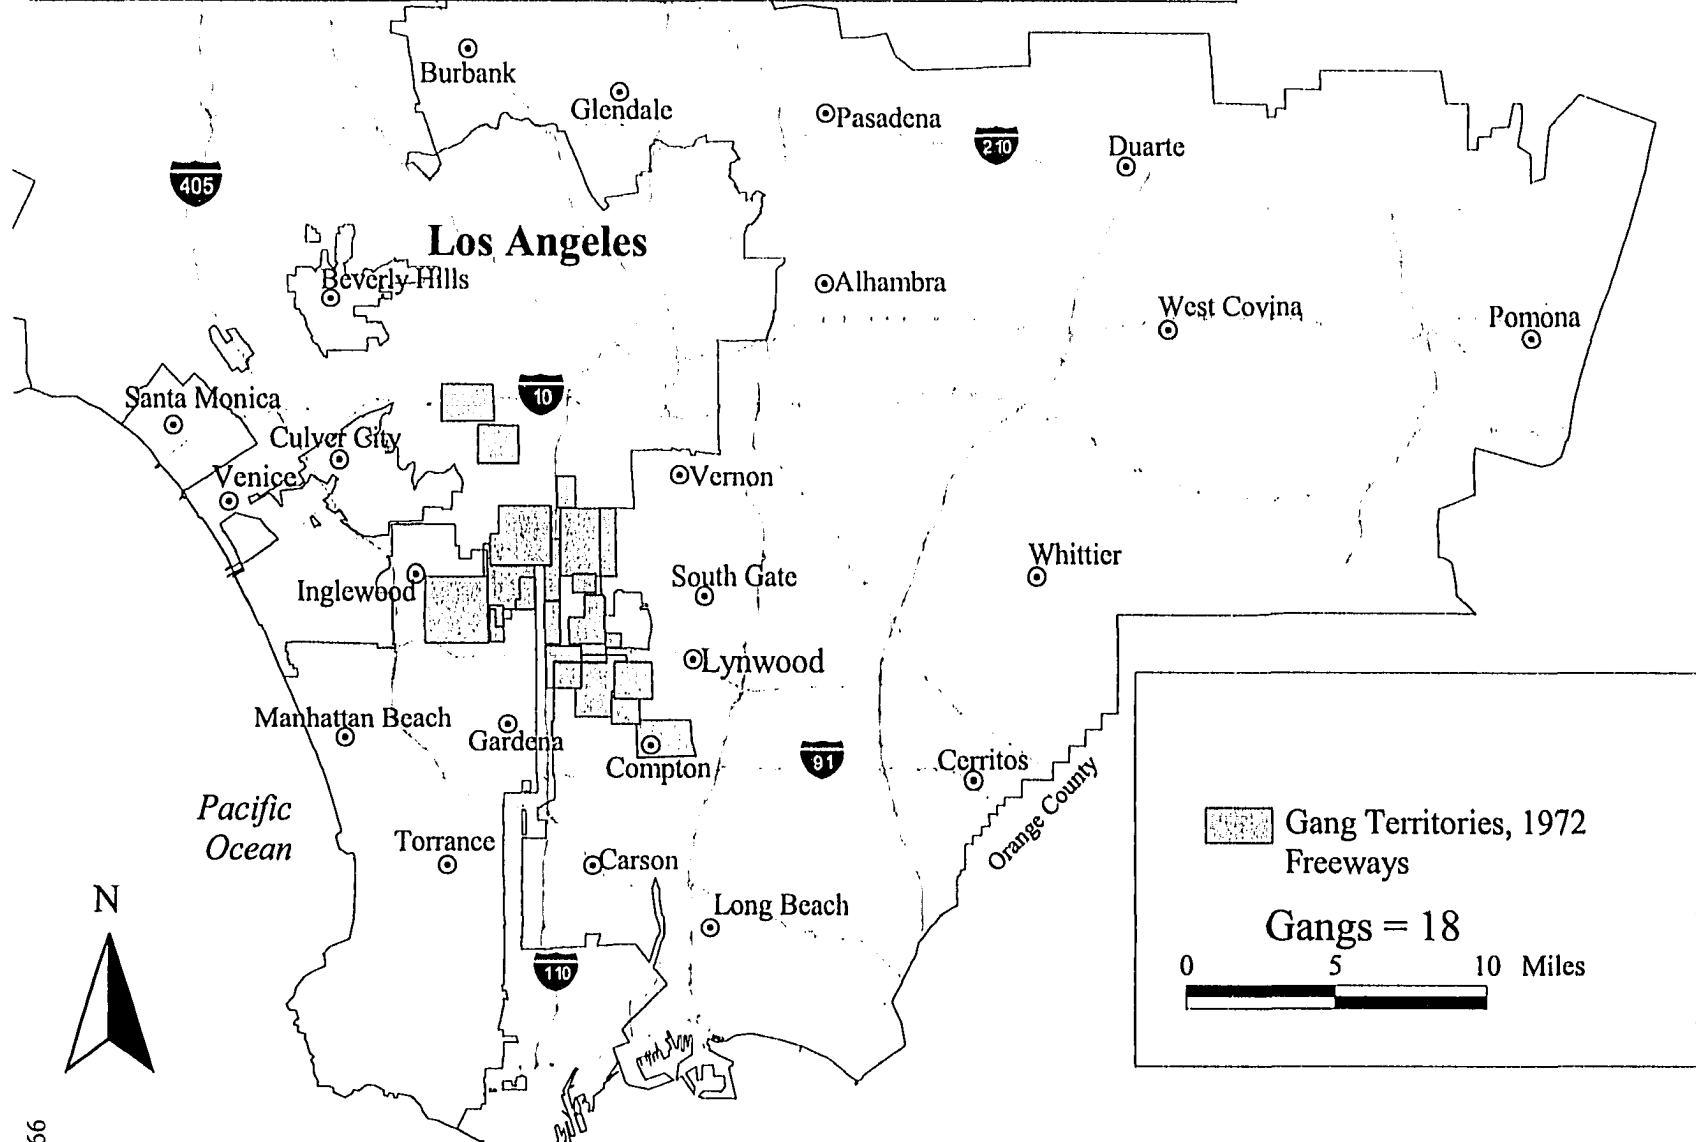 Burbank
Glendale
Pasadena
210
Duarte
405
Los Angeles
Beverly Hills
Alhambra
West Covina
Pomona
Santa Monica
10
Culver City
Venice
Vernon
Inglewood
South Gate
Whittier
Lynwood
Manhattan Beach
Gardena
Compton
91
Cerritos
Orange County
Pacific
Ocean
Torrance
Carson
Long Beach
110
N
Gang Territories, 1972
Freeways
Gangs = 18
0 5 10 Miles
66